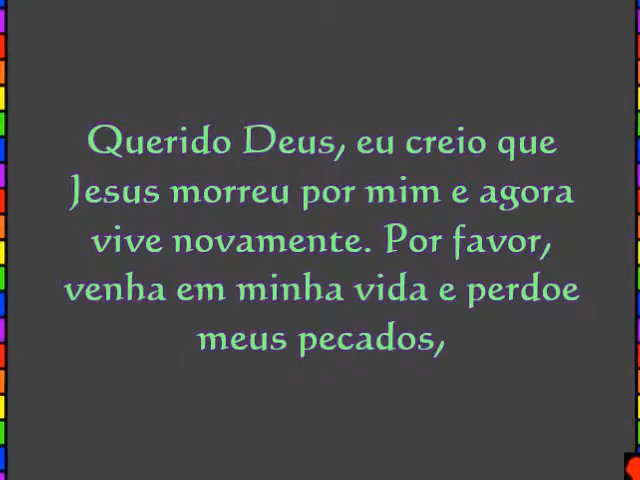 Querido Deus, eu creio que
Jesus morreu por mim e agora
vive novamente. Por favor,
venha em minha vida e perdoe
meus pecados,